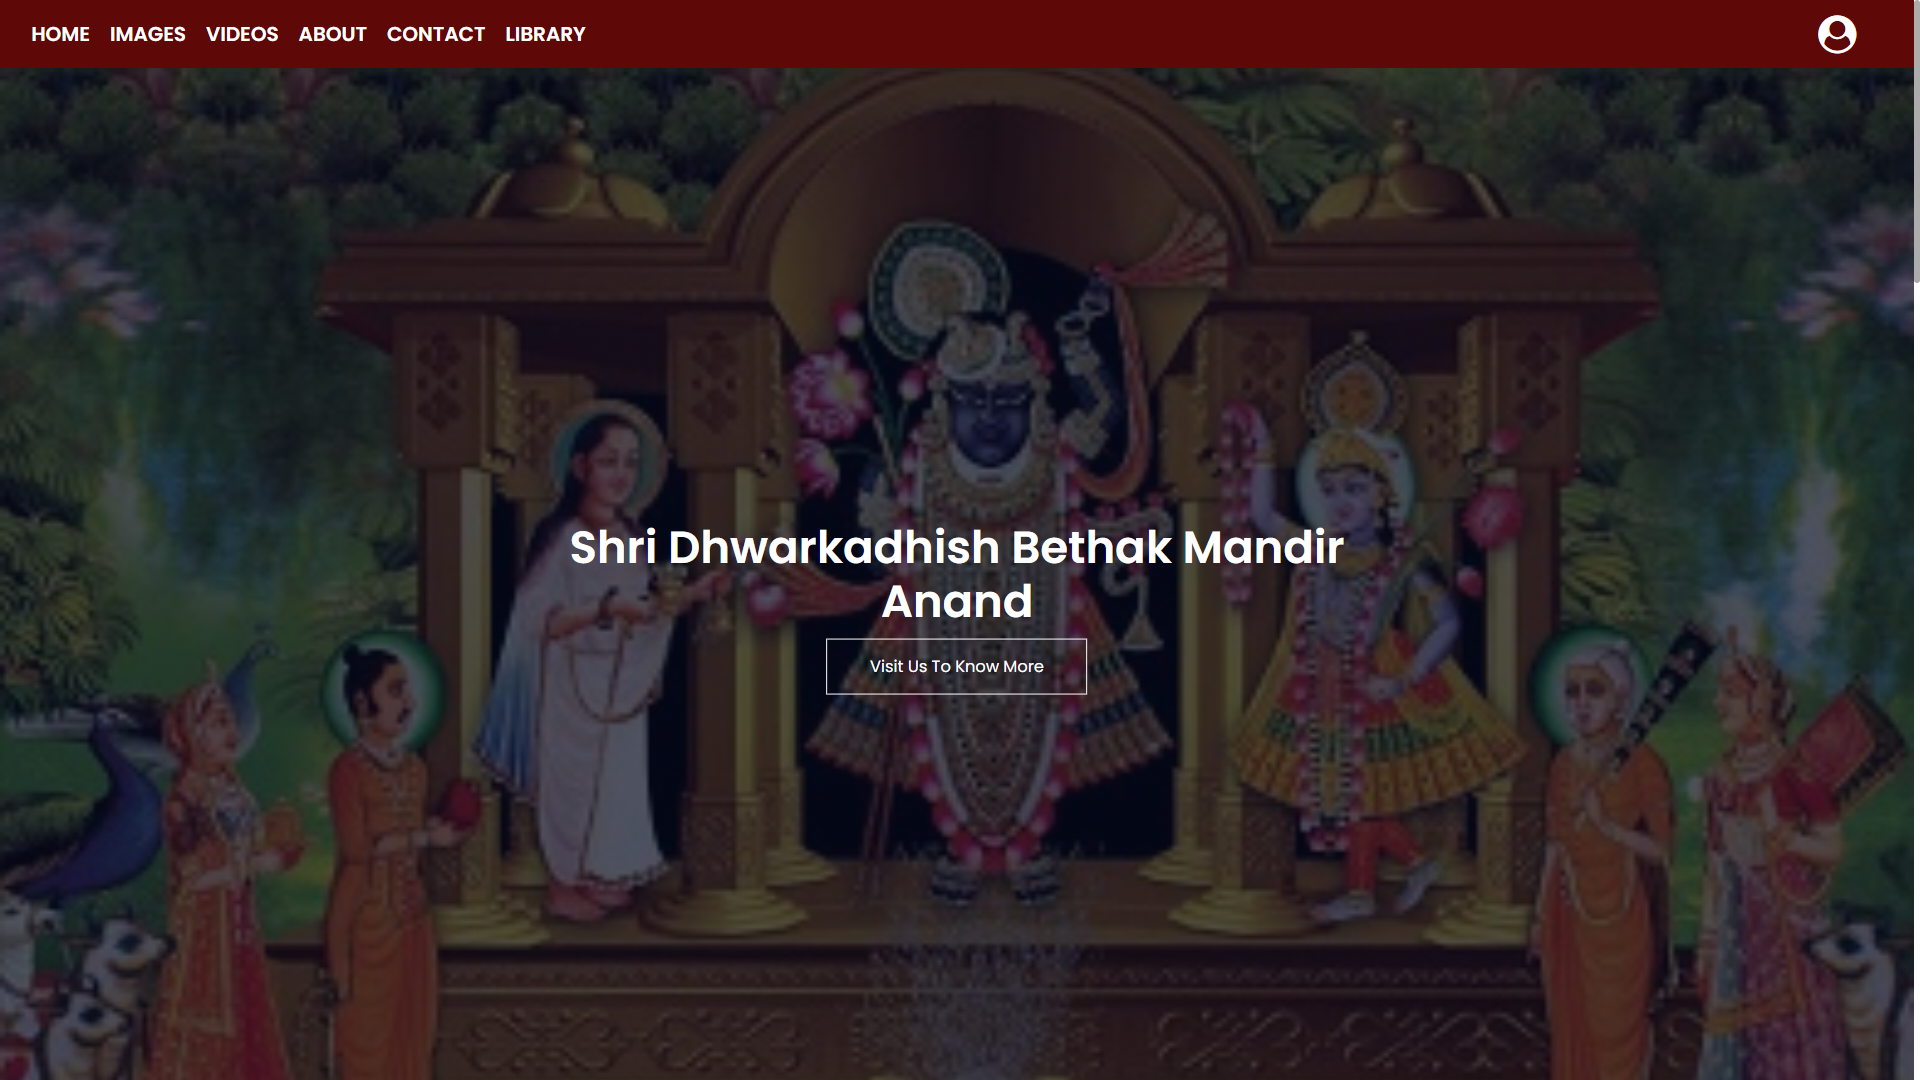 HOME IMAGES VIDEOS ABOUT CONTACT LIBRARY
Shri Dhwarkadhish Bethak Mandir
Anand
Visit Us To Know More